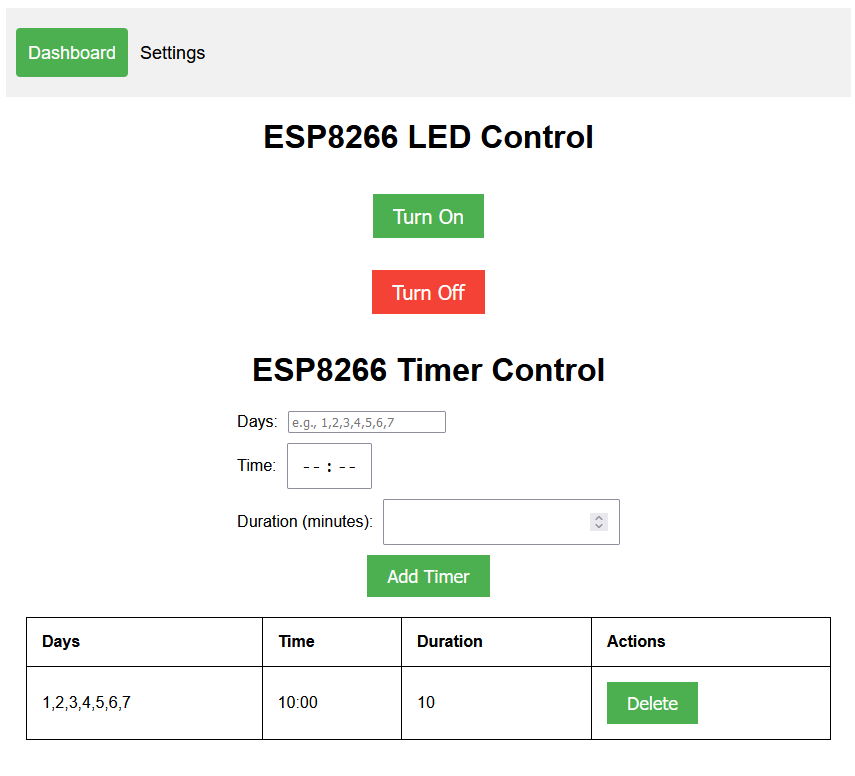 Dashboard Settings
ESP8266 LED Control
Turn On
Turn Off
ESP8266 Timer Control
Days: e.g., 1,2,3,4,5,6,7
Time: -- : --
Duration (minutes):
Add Timer
Days Time Duration Actions
1,2,3,4,5,6,7 10:00 10 Delete